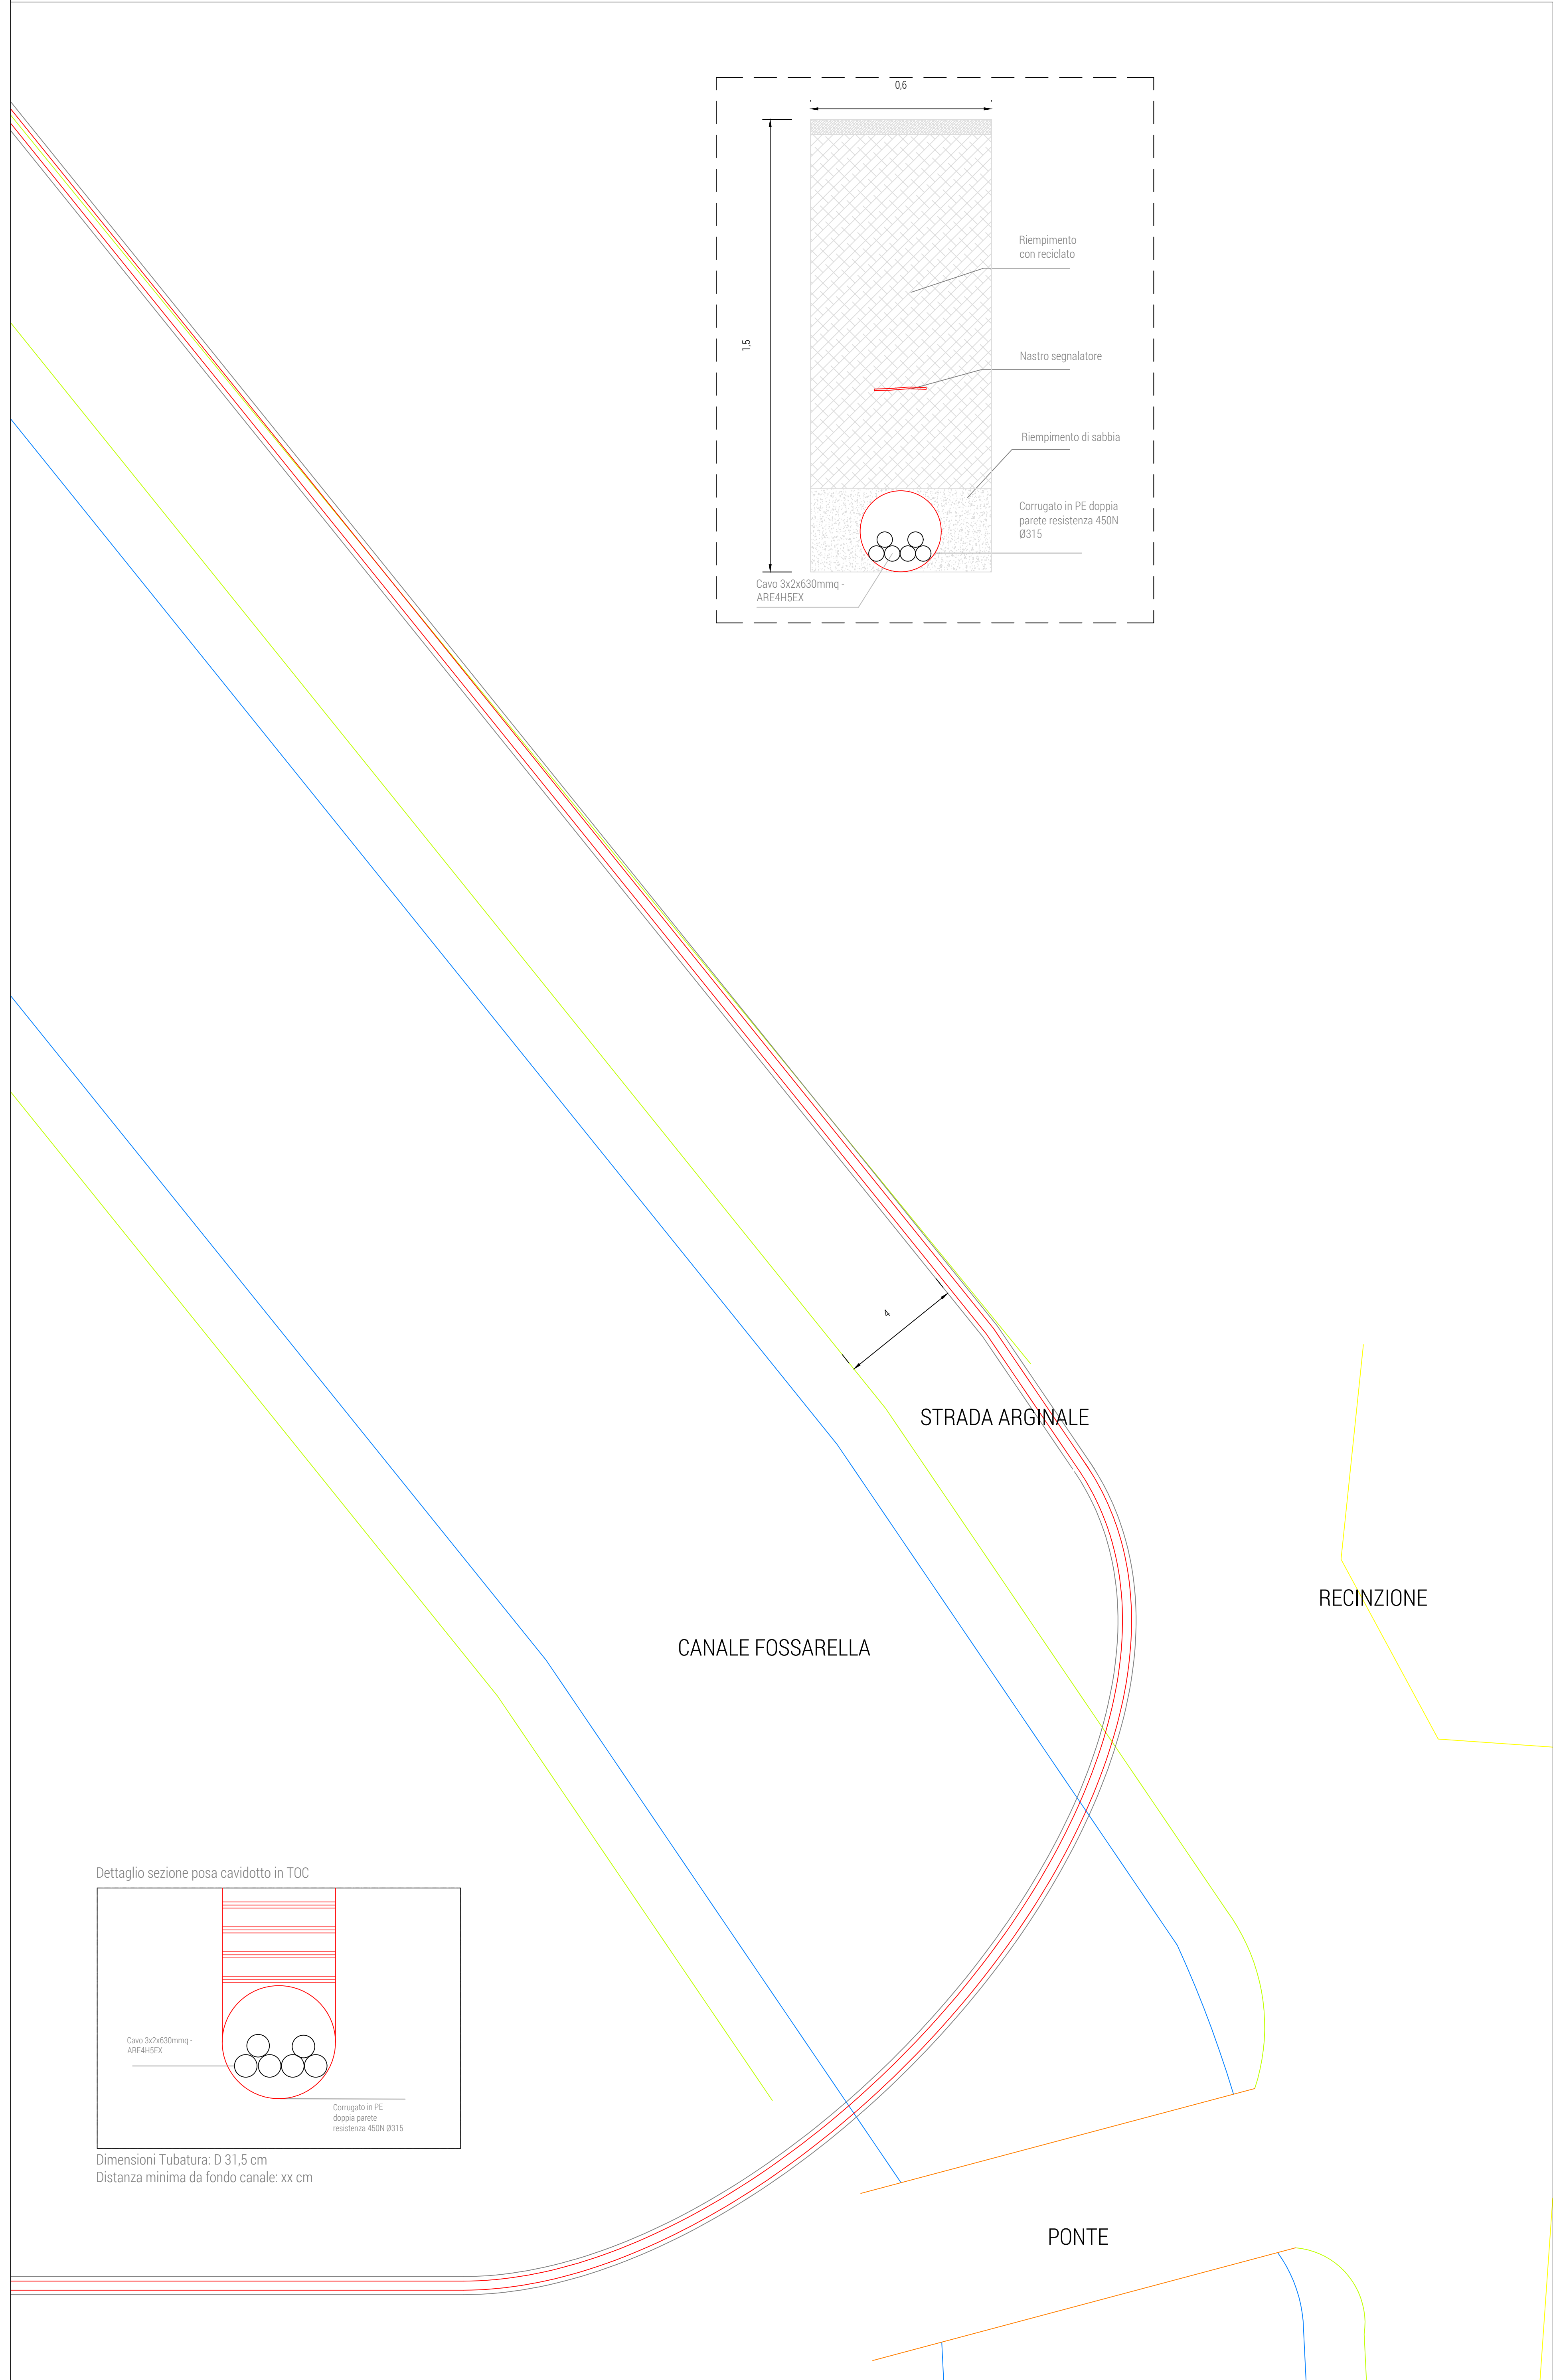 0,6
1,5
Riempimento
con reciclato
Nastro segnalatore
Riempimento di sabbia
Corrugato in PE doppia
parete resistenza 450N
Ø315
Cavo 3x2x630mmq -
ARE4H5EX
4
STRADA ARGINALE
RECINZIONE
CANALE FOSSARELLA
Dettaglio sezione posa cavidotto in TOC
Cavo 3x2x630mmq -
ARE4H5EX
Corrugato in PE
doppia parete
resistenza 450N Ø315
Dimensioni Tubatura: D 31,5 cm
Distanza minima da fondo canale: xx cm
PONTE